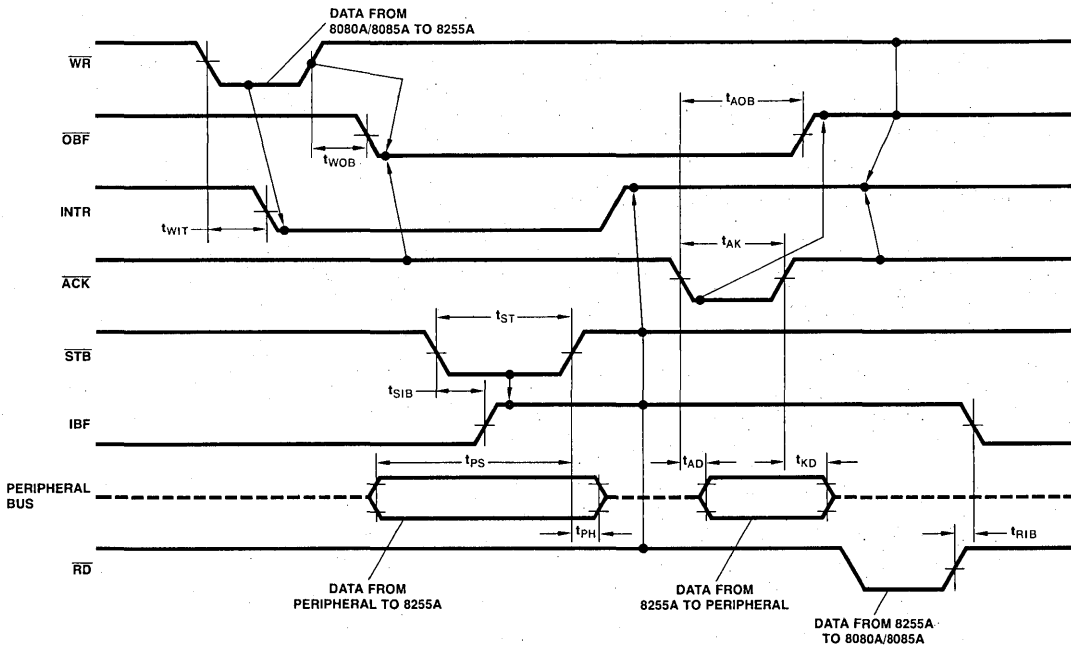 DATA FROM
8080A/8085A TO 8255A
WR
tAOB
OBF
tWOB
INTR
tWIT
tAK
ACK
tST
STB
tSIB
IBF
tPS
tAD
tKD
PERIPHERAL
BUS
tPH
tRIB
RD
DATA FROM
PERIPHERAL TO 8255A
DATA FROM
8255A TO PERIPHERAL
DATA FROM 8255A
TO 8080A/8085A